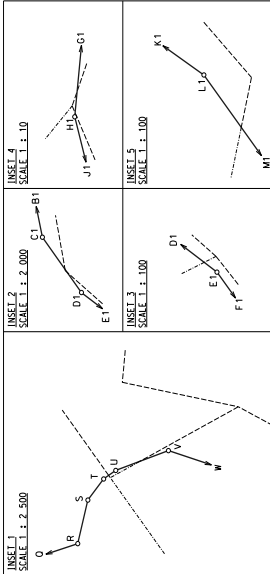 INSET 1
SCALE 1 : 2 500
Q
R
S
T
U
V
W
INSET 2
SCALE 1 : 2 000
B1
C1
D1
E1
INSET 3
SCALE 1 : 100
D1
E1
F1
INSET 4
SCALE 1 : 10
G1
H1
J1
INSET 5
SCALE 1 : 100
K1
L1
M1